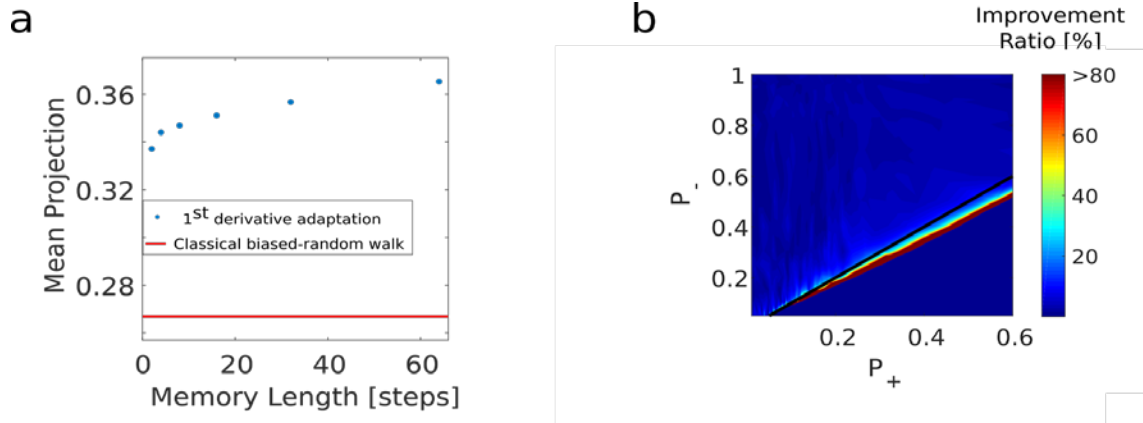 a
0.36
0.32
0.28
Mean Projection
1st derivative adaptation
Classical biased-random walk
0
20
40
60
Memory Length [steps]
b
Improvement
Ratio [%]
1
0.8
0.6
0.4
0.2
P-
0.2
0.4
0.6
P+
>80
60
40
20